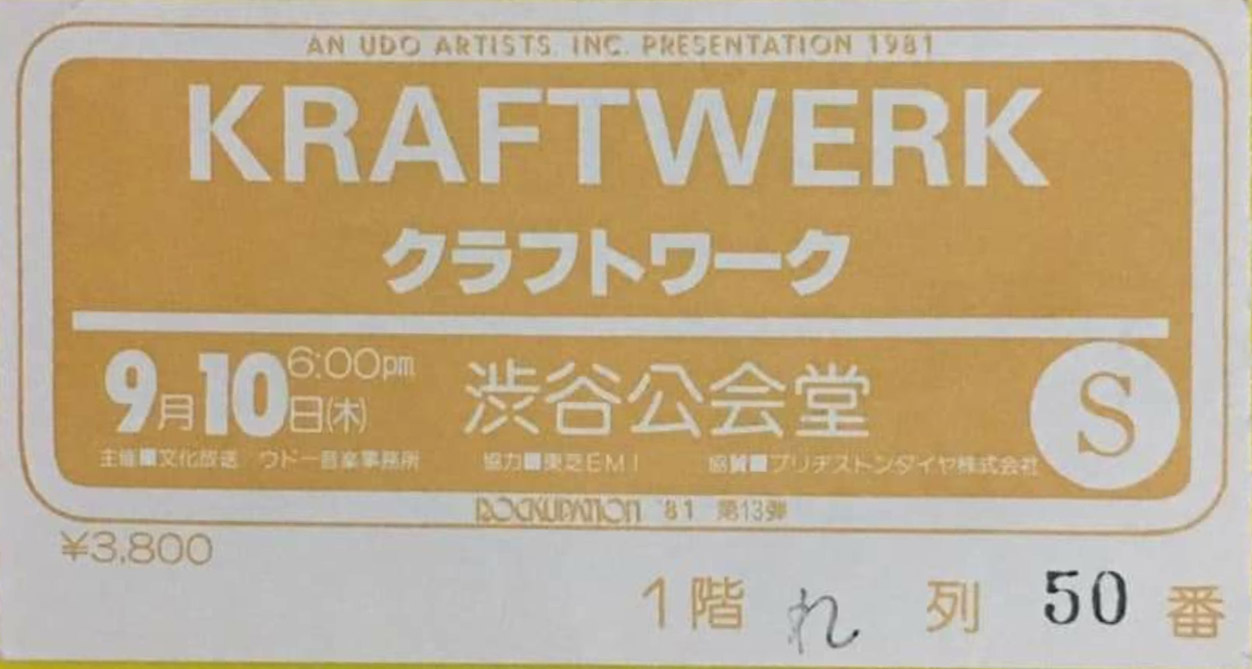 AN UDO ARTISTS. INC. PRESENTATION 1981
KRAFTWERK
クラフトワーク
9月10日(木) 6:00pm 渋谷公会堂 S
主催■文化放送 ウドー音楽事務所 協力■東芝EMI 協賛■ブリヂストンタイヤ株式会社
ROCKUPATION '81 第13弾
¥3,800
1階 れ 列 50 番